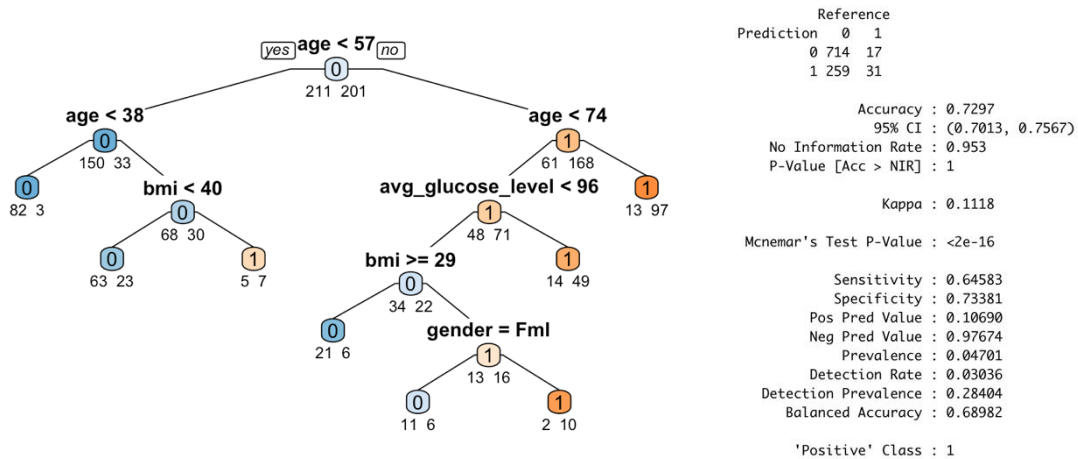 yes age < 57 no
0
211 201
age < 38
0
150 33
age < 74
1
61 168
0
82 3
bmi < 40
0
68 30
avg_glucose_level < 96
1
48 71
1
13 97
0
63 23
1
5 7
bmi >= 29
0
34 22
1
14 49
0
21 6
gender = Fml
1
13 16
0
11 6
1
2 10
Reference
Prediction 0 1
0 714 17
1 259 31
Accuracy : 0.7297
95% CI : (0.7013, 0.7567)
No Information Rate : 0.953
P-Value [Acc > NIR] : 1
Kappa : 0.1118
Mcnemar's Test P-Value : <2e-16
Sensitivity : 0.64583
Specificity : 0.73381
Pos Pred Value : 0.10690
Neg Pred Value : 0.97674
Prevalence : 0.04701
Detection Rate : 0.03036
Detection Prevalence : 0.28404
Balanced Accuracy : 0.68982
'Positive' Class : 1